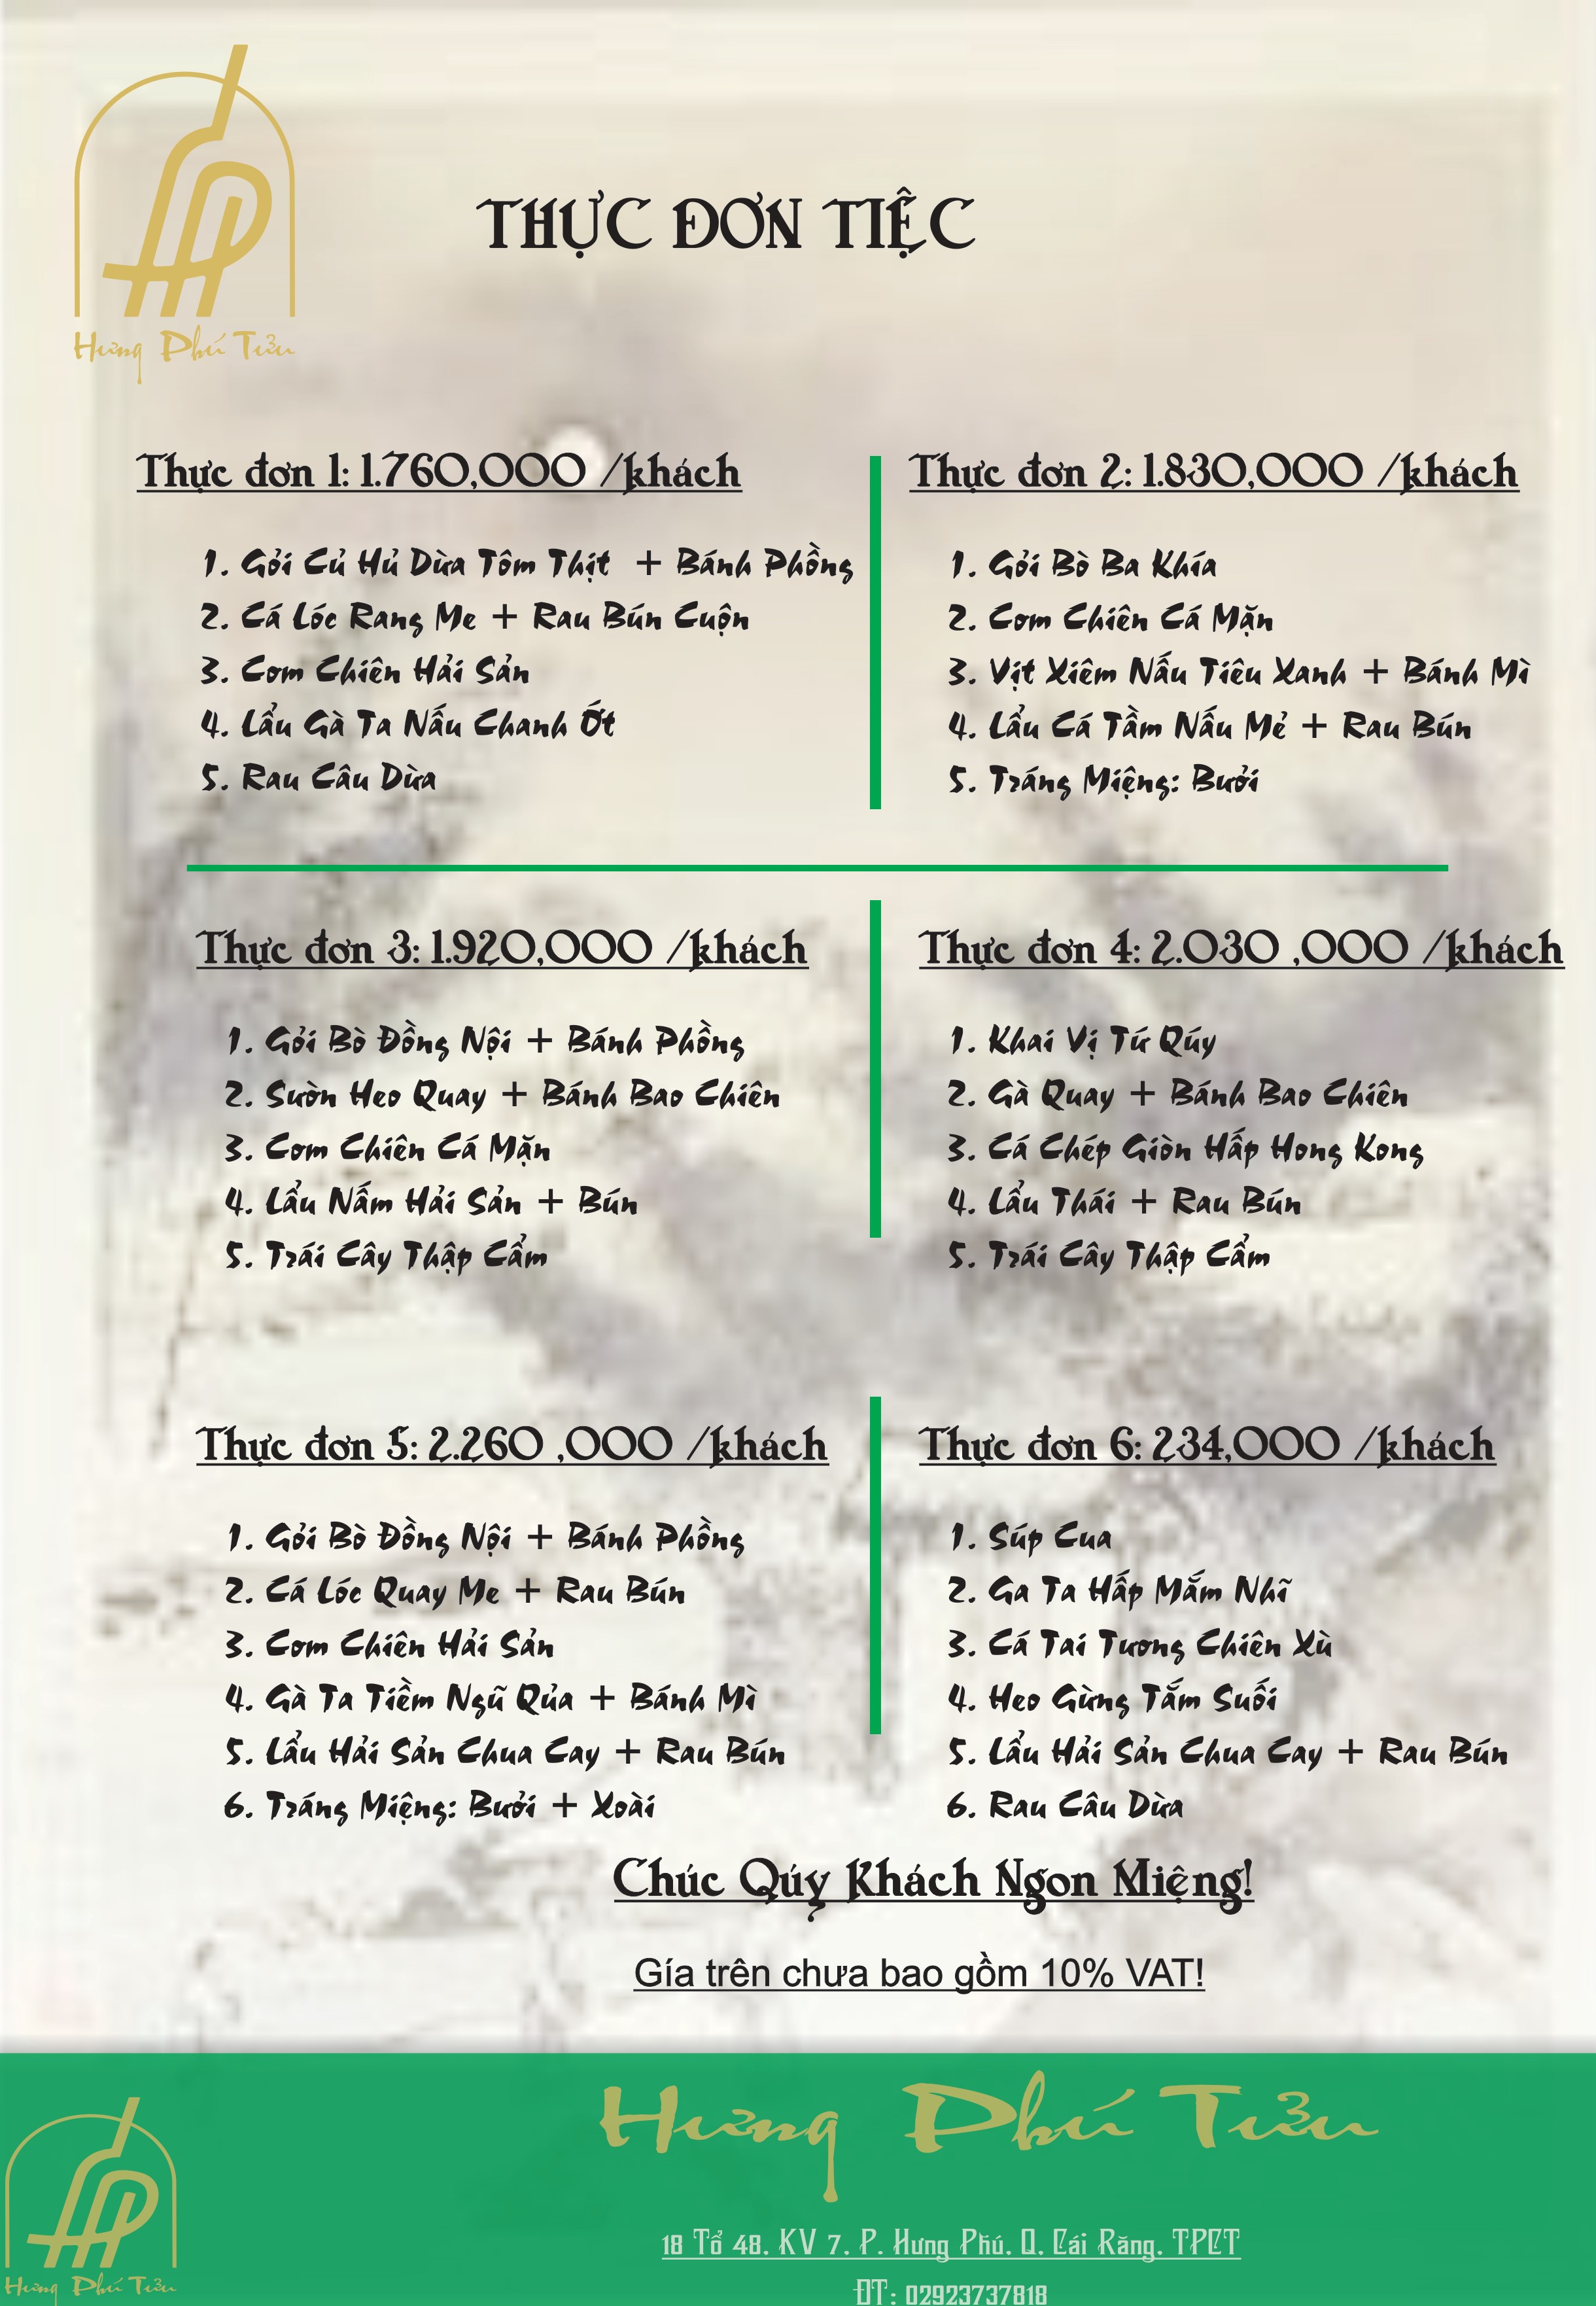 Hưng Phú Tửu
THỰC ĐƠN TIỆC
Thực đơn 1: 1.760,000 /khách
1. Gỏi Củ Hủ Dừa Tôm Thịt + Bánh Phồng
2. Cá Lóc Rang Me + Rau Bún Cuộn
3. Cơm Chiên Hải Sản
4. Lẩu Gà Ta Nấu Chanh Ớt
5. Rau Câu Dừa
Thực đơn 2: 1.830,000 /khách
1. Gỏi Bò Ba Khía
2. Cơm Chiên Cá Mặn
3. Vịt Xiêm Nấu Tiêu Xanh + Bánh Mì
4. Lẩu Cá Tầm Nấu Mẻ + Rau Bún
5. Tráng Miệng: Bưởi
Thực đơn 3: 1.920,000 /khách
1. Gỏi Bò Đồng Nội + Bánh Phồng
2. Sườn Heo Quay + Bánh Bao Chiên
3. Cơm Chiên Cá Mặn
4. Lẩu Nấm Hải Sản + Bún
5. Trái Cây Thập Cẩm
Thực đơn 4: 2.030 ,000 /khách
1. Khai Vị Tứ Qúy
2. Gà Quay + Bánh Bao Chiên
3. Cá Chép Giòn Hấp Hong Kong
4. Lẩu Thái + Rau Bún
5. Trái Cây Thập Cẩm
Thực đơn 5: 2.260 ,000 /khách
1. Gỏi Bò Đồng Nội + Bánh Phồng
2. Cá Lóc Quay Me + Rau Bún
3. Cơm Chiên Hải Sản
4. Gà Ta Tiềm Ngũ Qủa + Bánh Mì
5. Lẩu Hải Sản Chua Cay + Rau Bún
6. Tráng Miệng: Bưởi + Xoài
Thực đơn 6: 234,000 /khách
1. Súp Cua
2. Ga Ta Hấp Mắm Nhĩ
3. Cá Tai Tương Chiên Xù
4. Heo Gừng Tắm Suối
5. Lẩu Hải Sản Chua Cay + Rau Bún
6. Rau Câu Dừa
Chúc Qúy Khách Ngon Miệng!
Gía trên chưa bao gồm 10% VAT!
Hưng Phú Tửu
18 Tổ 48, KV 7, P. Hưng Phú, Q. Cái Răng, TPCT
ĐT: 02923737818
Hưng Phú Tửu